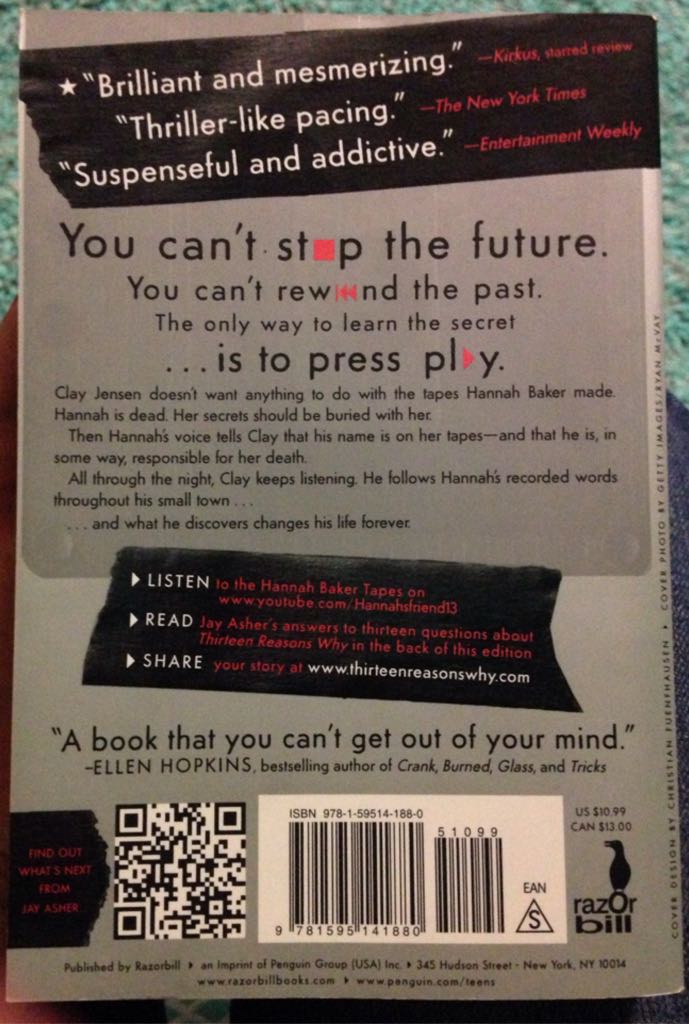 ★ “Brilliant and mesmerizing.” —Kirkus, starred review
“Thriller-like pacing.” —The New York Times
“Suspenseful and addictive.” —Entertainment Weekly
You can't stop the future.
You can't rewind the past.
The only way to learn the secret
. . . is to press play.
Clay Jensen doesn't want anything to do with the tapes Hannah Baker made.
Hannah is dead. Her secrets should be buried with her.
Then Hannah's voice tells Clay that his name is on her tapes—and that he is, in
some way, responsible for her death.
All through the night, Clay keeps listening. He follows Hannah's recorded words
throughout his small town . . .
. . . and what he discovers changes his life forever.
LISTEN to the Hannah Baker Tapes on
www.youtube.com/Hannahsfriend13
READ Jay Asher's answers to thirteen questions about
Thirteen Reasons Why in the back of this edition
SHARE your story at www.thirteenreasonswhy.com
“A book that you can't get out of your mind.”
–ELLEN HOPKINS, bestselling author of Crank, Burned, Glass, and Tricks
FIND OUT
WHAT'S NEXT
FROM
JAY ASHER
ISBN 978-1-59514-188-0
51099
EAN
S
9 781595 141880
US $10.99
CAN $13.00
razOr
bill
Published by Razorbill ▸ an Imprint of Penguin Group (USA) Inc. ▸ 345 Hudson Street · New York, NY 10014
www.razorbillbooks.com ▸ www.penguin.com/teens
COVER DESIGN BY CHRISTIAN FUENFHAUSEN ▸ COVER PHOTO BY GETTY IMAGES/RYAN MCVAY